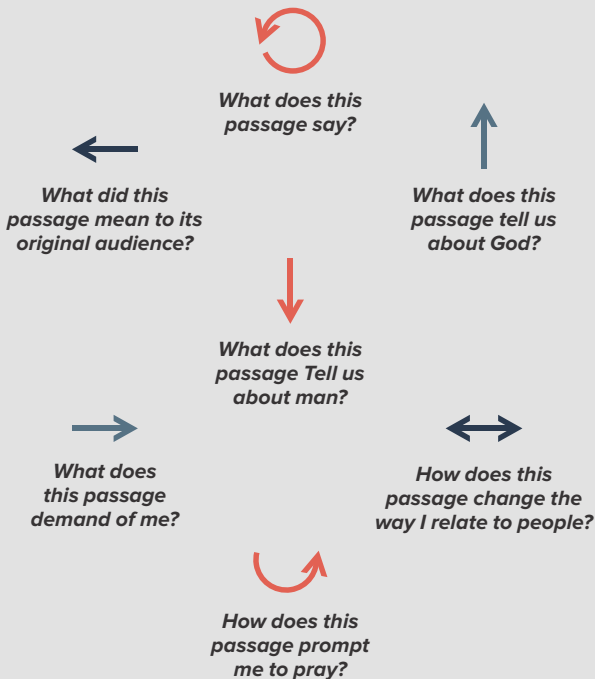 What does this
passage say?
What did this
passage mean to its
original audience?
What does this
passage tell us
about God?
What does this
passage Tell us
about man?
What does
this passage
demand of me?
How does this
passage change the
way I relate to people?
How does this
passage prompt
me to pray?